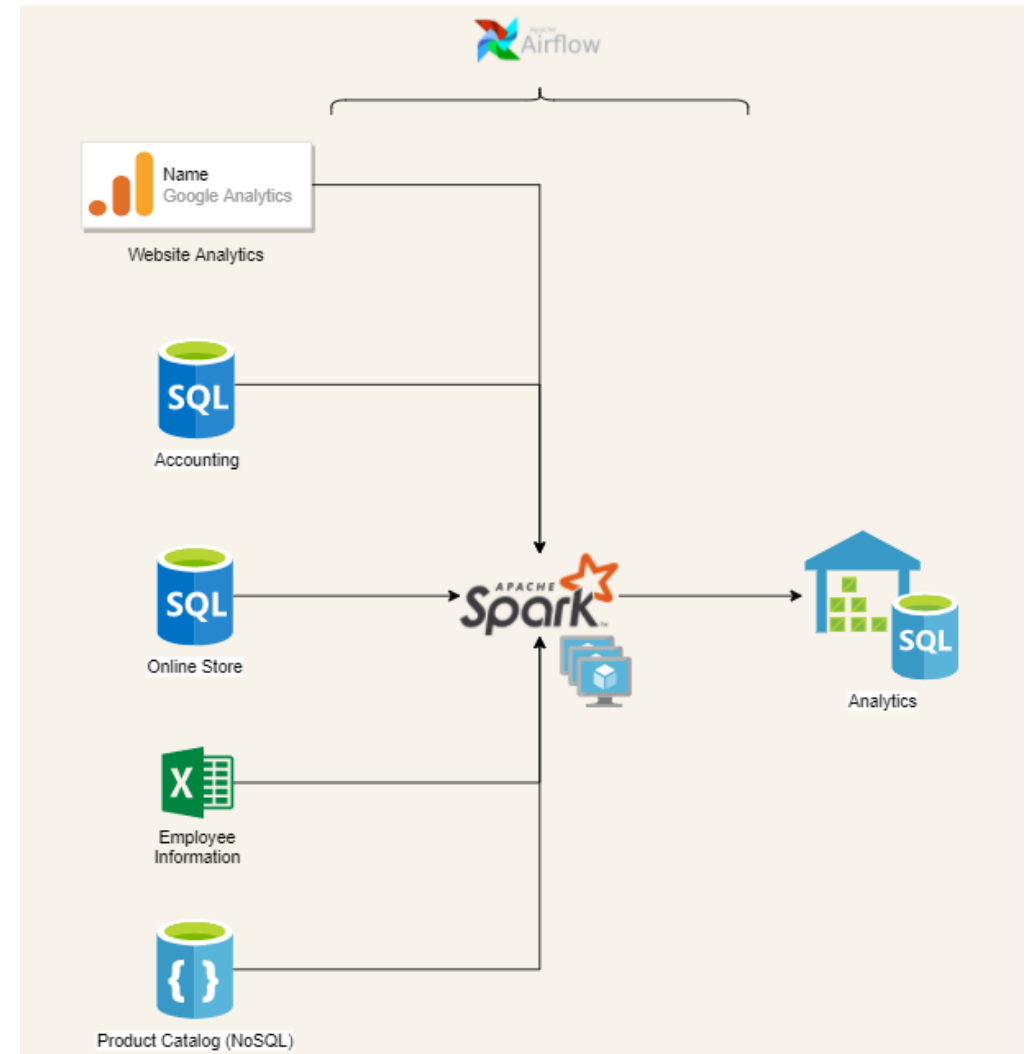 APACHE
Airflow
Name
Google Analytics
Website Analytics
SQL
Accounting
SQL
Online Store
APACHE
Spark
TM
SQL
Analytics
X
Employee
Information
{ }
Product Catalog (NoSQL)